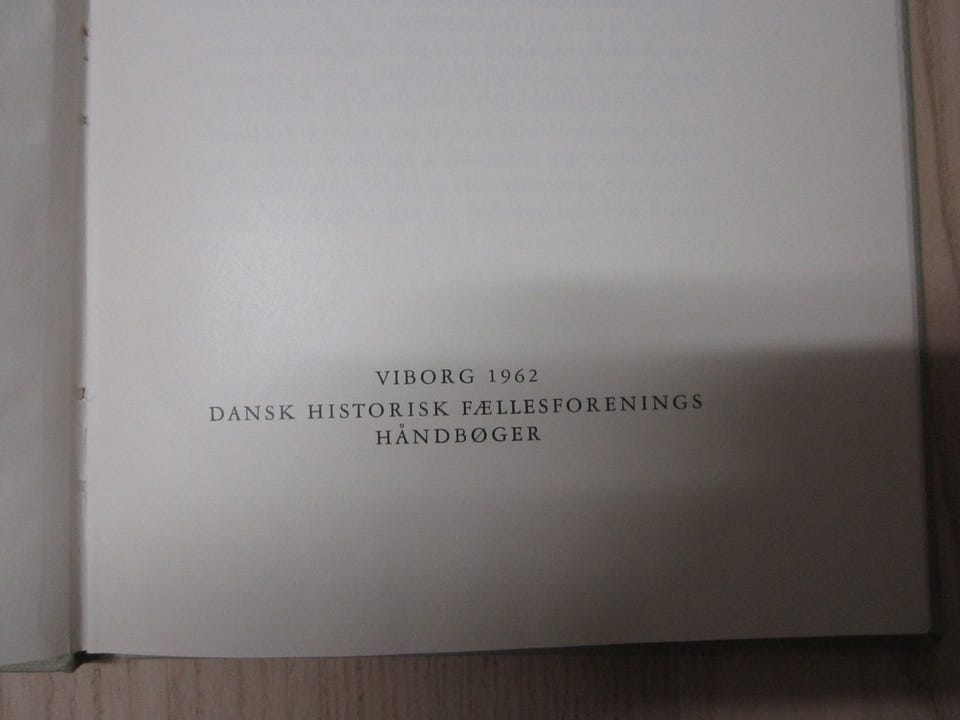 VIBORG 1962
DANSK HISTORISK FÆLLESFORENINGS
HÅNDBØGER